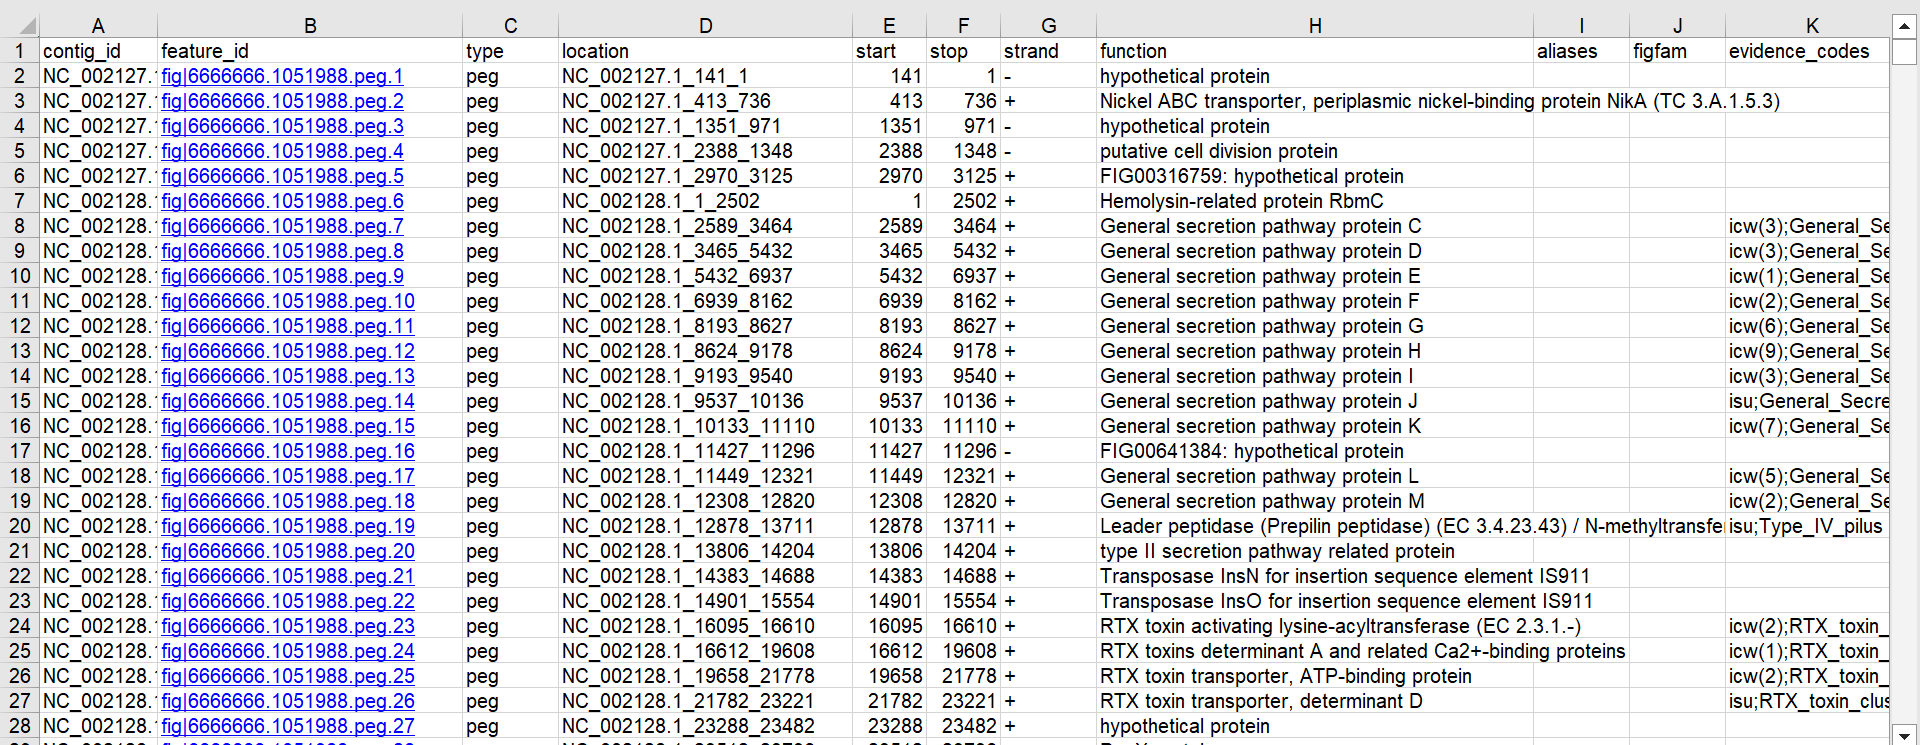 A B C D E F G H I J K
1 contig_id feature_id type location start stop strand function aliases figfam evidence_codes
2 NC_002127. fig|6666666.1051988.peg.1 peg NC_002127.1_141_1 141 1 - hypothetical protein
3 NC_002127. fig|6666666.1051988.peg.2 peg NC_002127.1_413_736 413 736 + Nickel ABC transporter, periplasmic nickel-binding protein NikA (TC 3.A.1.5.3)
4 NC_002127. fig|6666666.1051988.peg.3 peg NC_002127.1_1351_971 1351 971 - hypothetical protein
5 NC_002127. fig|6666666.1051988.peg.4 peg NC_002127.1_2388_1348 2388 1348 - putative cell division protein
6 NC_002127. fig|6666666.1051988.peg.5 peg NC_002127.1_2970_3125 2970 3125 + FIG00316759: hypothetical protein
7 NC_002128. fig|6666666.1051988.peg.6 peg NC_002128.1_1_2502 1 2502 + Hemolysin-related protein RbmC
8 NC_002128. fig|6666666.1051988.peg.7 peg NC_002128.1_2589_3464 2589 3464 + General secretion pathway protein C icw(3);General_Se
9 NC_002128. fig|6666666.1051988.peg.8 peg NC_002128.1_3465_5432 3465 5432 + General secretion pathway protein D icw(3);General_Se
10 NC_002128. fig|6666666.1051988.peg.9 peg NC_002128.1_5432_6937 5432 6937 + General secretion pathway protein E icw(1);General_Se
11 NC_002128. fig|6666666.1051988.peg.10 peg NC_002128.1_6939_8162 6939 8162 + General secretion pathway protein F icw(2);General_Se
12 NC_002128. fig|6666666.1051988.peg.11 peg NC_002128.1_8193_8627 8193 8627 + General secretion pathway protein G icw(6);General_Se
13 NC_002128. fig|6666666.1051988.peg.12 peg NC_002128.1_8624_9178 8624 9178 + General secretion pathway protein H icw(9);General_Se
14 NC_002128. fig|6666666.1051988.peg.13 peg NC_002128.1_9193_9540 9193 9540 + General secretion pathway protein I icw(3);General_Se
15 NC_002128. fig|6666666.1051988.peg.14 peg NC_002128.1_9537_10136 9537 10136 + General secretion pathway protein J isu;General_Secre
16 NC_002128. fig|6666666.1051988.peg.15 peg NC_002128.1_10133_11110 10133 11110 + General secretion pathway protein K icw(7);General_Se
17 NC_002128. fig|6666666.1051988.peg.16 peg NC_002128.1_11427_11296 11427 11296 - FIG00641384: hypothetical protein
18 NC_002128. fig|6666666.1051988.peg.17 peg NC_002128.1_11449_12321 11449 12321 + General secretion pathway protein L icw(5);General_Se
19 NC_002128. fig|6666666.1051988.peg.18 peg NC_002128.1_12308_12820 12308 12820 + General secretion pathway protein M icw(2);General_Se
20 NC_002128. fig|6666666.1051988.peg.19 peg NC_002128.1_12878_13711 12878 13711 + Leader peptidase (Prepilin peptidase) (EC 3.4.23.43) / N-methyltransfe isu;Type_IV_pilus
21 NC_002128. fig|6666666.1051988.peg.20 peg NC_002128.1_13806_14204 13806 14204 + type II secretion pathway related protein
22 NC_002128. fig|6666666.1051988.peg.21 peg NC_002128.1_14383_14688 14383 14688 + Transposase InsN for insertion sequence element IS911
23 NC_002128. fig|6666666.1051988.peg.22 peg NC_002128.1_14901_15554 14901 15554 + Transposase InsO for insertion sequence element IS911
24 NC_002128. fig|6666666.1051988.peg.23 peg NC_002128.1_16095_16610 16095 16610 + RTX toxin activating lysine-acyltransferase (EC 2.3.1.-) icw(2);RTX_toxin_
25 NC_002128. fig|6666666.1051988.peg.24 peg NC_002128.1_16612_19608 16612 19608 + RTX toxins determinant A and related Ca2+-binding proteins icw(1);RTX_toxin_
26 NC_002128. fig|6666666.1051988.peg.25 peg NC_002128.1_19658_21778 19658 21778 + RTX toxin transporter, ATP-binding protein icw(2);RTX_toxin_
27 NC_002128. fig|6666666.1051988.peg.26 peg NC_002128.1_21782_23221 21782 23221 + RTX toxin transporter, determinant D isu;RTX_toxin_clus
28 NC_002128. fig|6666666.1051988.peg.27 peg NC_002128.1_23288_23482 23288 23482 + hypothetical protein